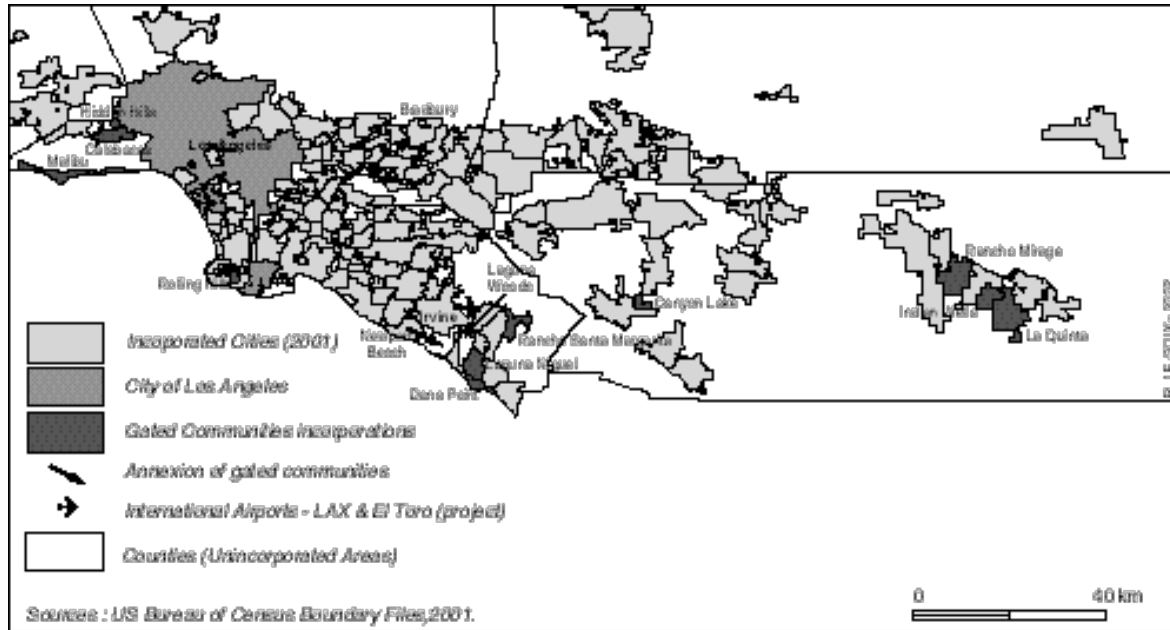 Bradbury
Hidden Hills
Calabasas
Los Angeles
Malibu
Rancho Mirage
Rolling
Laguna
Woods
Canyon Lake
Indian Wells
Irvine
Newport
Beach
Rancho Santa Margarita
La Quinta
Laguna Niguel
Dana Point
Incoporated Cities (2001)
City of Los Angeles
Gated Communities incorporations
Annexion of gated communities
International Airports - LAX & El Toro (project)
Counties (Unincorporated Areas)
0 40 km
Sources : US Bureau of Census Boundary Files,2001.